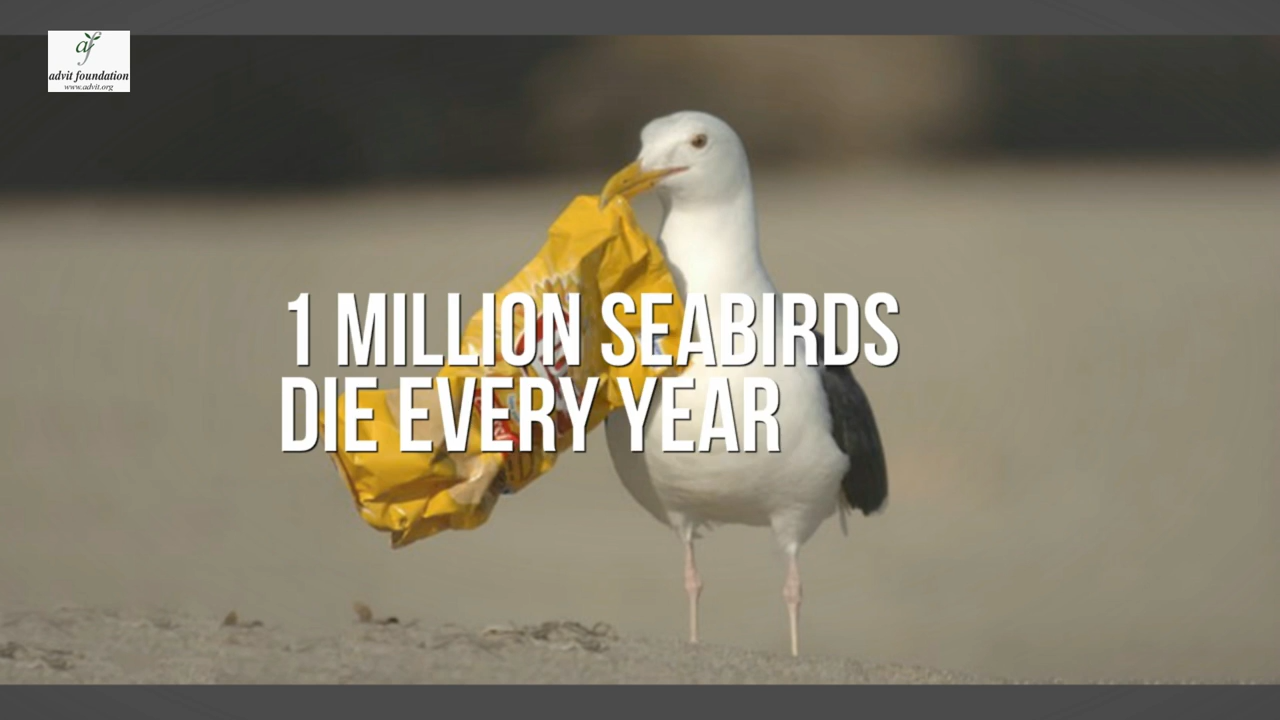 af
advit foundation
www.advit.org
1 MILLION SEABIRDS
DIE EVERY YEAR